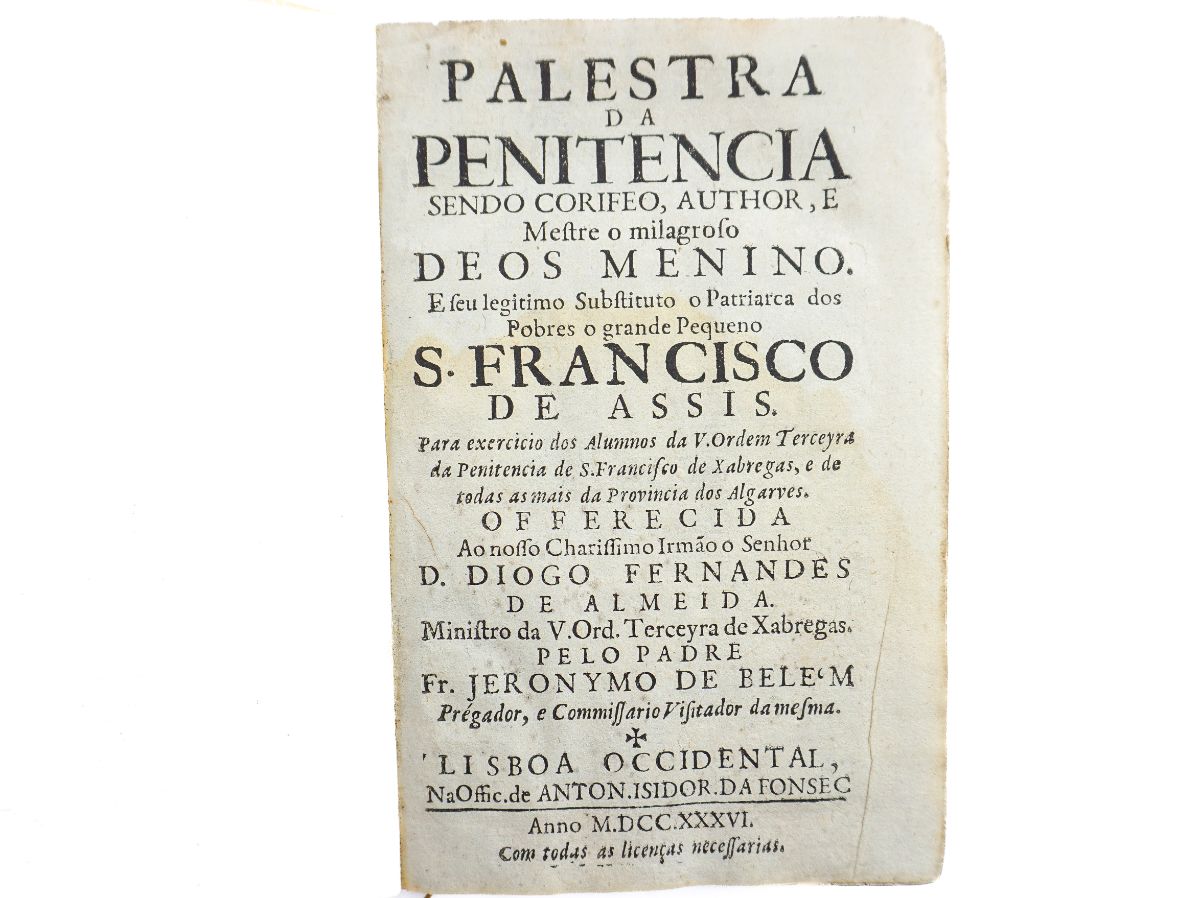 PALESTRA
DA
PENITENCIA
SENDO CORIFEO, AUTHOR, E
Meſtre o milagroſo
DEOS MENINO.
E ſeu legitimo Subſtituto o Patriarca dos
Pobres o grande Pequeno
S. FRANCISCO
DE ASSIS.
Para exercicio dos Alumnos da V.Ordem Terceyra
da Penitencia de S.Franciſco de Xabregas, e de
todas as mais da Provincia dos Algarves.
OFFERECIDA
Ao noſſo Chariſſimo Irmão o Senhor
D. DIOGO FERNANDES
DE ALMEIDA.
Miniſtro da V.Ord. Terceyra de Xabregas.
PELO PADRE
Fr. JERONYMO DE BELE'M
Prégador, e Commiſſario Viſitador da meſma.
✠
LISBOA OCCIDENTAL,
Na Offic. de ANTON.ISIDOR.DA FONSEC
Anno M.DCC.XXXVI.
Com todas as licenças neceſſarias.